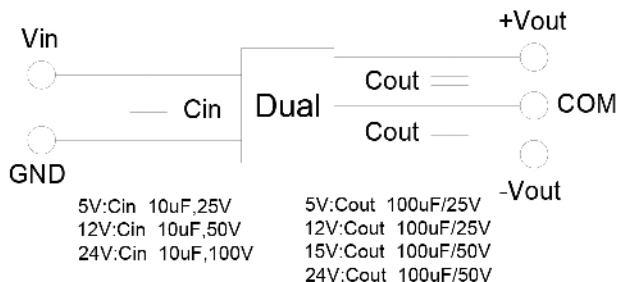 +Vout
Vin
Cout
Cin
Dual
COM
Cout
GND
-Vout
5V:Cin 10uF,25V
12V:Cin 10uF,50V
24V:Cin 10uF,100V
5V:Cout 100uF/25V
12V:Cout 100uF/25V
15V:Cout 100uF/50V
24V:Cout 100uF/50V